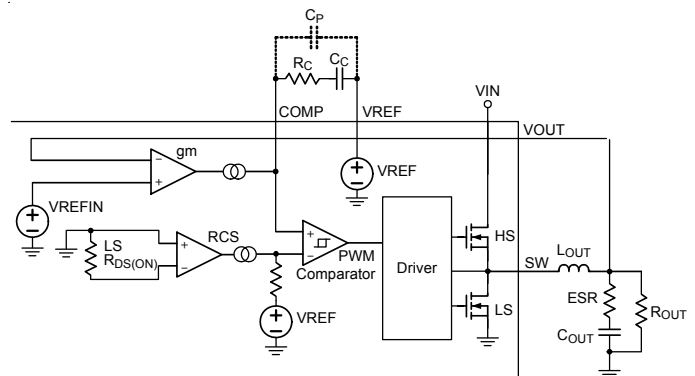 CP
RC
CC
VIN
COMP
VREF
VOUT
gm
−
+
VREF
VREFIN
LS
RDS(ON)
RCS
+
−
+
−
PWM
Comparator
VREF
Driver
HS
SW
LOUT
LS
ESR
COUT
ROUT